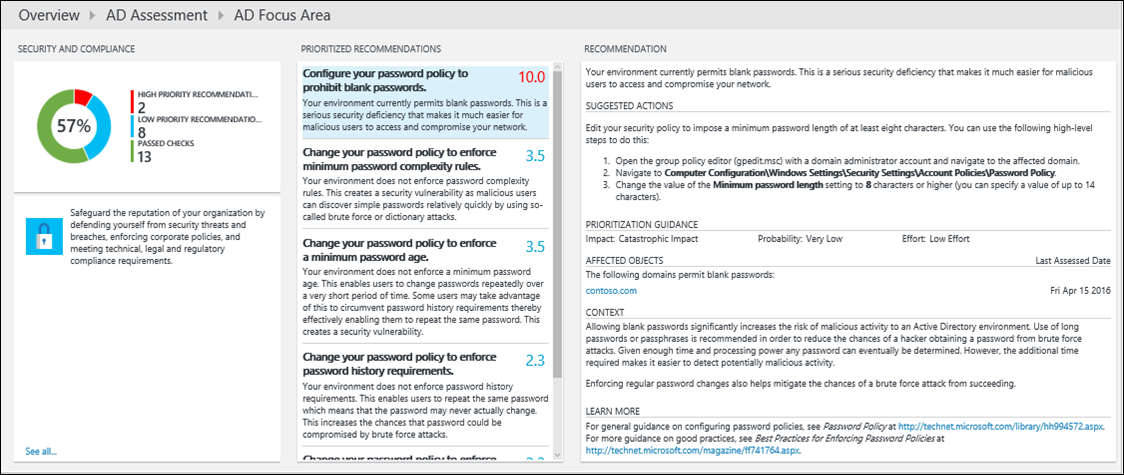 Overview AD Assessment AD Focus Area
SECURITY AND COMPLIANCE
57%
HIGH PRIORITY RECOMMENDATI...
2
LOW PRIORITY RECOMMENDATIO...
8
PASSED CHECKS
13
Safeguard the reputation of your organization by
defending yourself from security threats and
breaches, enforcing corporate policies, and
meeting technical, legal and regulatory
compliance requirements.
See all...
PRIORITIZED RECOMMENDATIONS
Configure your password policy to 10.0
prohibit blank passwords.
Your environment currently permits blank passwords. This is a
serious security deficiency that makes it much easier for
malicious users to access and compromise your network.
Change your password policy to enforce 3.5
minimum password complexity rules.
Your environment does not enforce password complexity
rules. This creates a security vulnerability as malicious users
can discover simple passwords relatively quickly by using so-
called brute force or dictionary attacks.
Change your password policy to enforce 3.5
a minimum password age.
Your environment does not enforce a minimum password
age. This enables users to change passwords repeatedly over
a very short period of time. Some users may take advantage
of this to circumvent password history requirements thereby
effectively enabling them to repeat the same password. This
creates a security vulnerability.
Change your password policy to enforce 2.3
password history requirements.
Your environment does not enforce password history
requirements. This enables users to repeat the same password
which means that the password may never actually change.
This increases the chances that password could be
compromised by brute force attacks.
Change your password policy to enforce 2.3
RECOMMENDATION
Your environment currently permits blank passwords. This is a serious security deficiency that makes it much easier for malicious
users to access and compromise your network.
SUGGESTED ACTIONS
Edit your security policy to impose a minimum password length of at least eight characters. You can use the following high-level
steps to do this:
1. Open the group policy editor (gpedit.msc) with a domain administrator account and navigate to the affected domain.
2. Navigate to Computer Configuration\Windows Settings\Security Settings\Account Policies\Password Policy.
3. Change the value of the Minimum password length setting to 8 characters or higher (you can specify a value of up to 14
characters).
PRIORITIZATION GUIDANCE
Impact: Catastrophic Impact Probability: Very Low Effort: Low Effort
AFFECTED OBJECTS Last Assessed Date
The following domains permit blank passwords:
contoso.com Fri Apr 15 2016
CONTEXT
Allowing blank passwords significantly increases the risk of malicious activity to an Active Directory environment. Use of long
passwords or passphrases is recommended in order to reduce the chances of a hacker obtaining a password from brute force
attacks. Given enough time and processing power any password can eventually be determined. However, the additional time
required makes it easier to detect potentially malicious activity.
Enforcing regular password changes also helps mitigate the chances of a brute force attack from succeeding.
LEARN MORE
For general guidance on configuring password policies, see Password Policy at http://technet.microsoft.com/library/hh994572.aspx.
For more guidance on good practices, see Best Practices for Enforcing Password Policies at
http://technet.microsoft.com/magazine/ff741764.aspx.